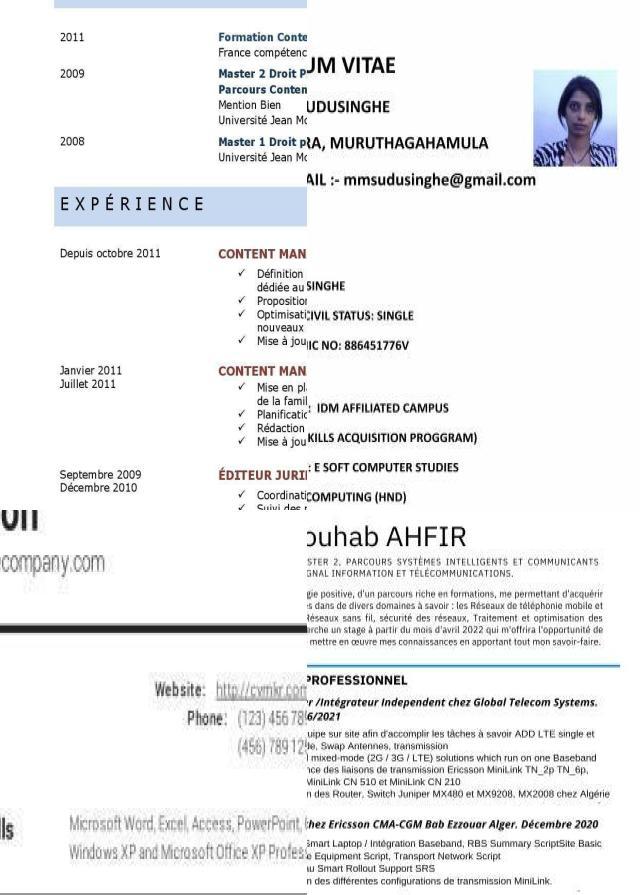 2011
Formation Conte
France compétenc
2009
Master 2 Droit P
Parcours Conten
Mention Bien
Université Jean Mo
2008
Master 1 Droit p
Université Jean Mo
EXPÉRIENCE
Depuis octobre 2011
CONTENT MAN
✓ Définition
dédiée au
✓ Proposition
✓ Optimisati
nouveaux
✓ Mise à jou
Janvier 2011
Juillet 2011
CONTENT MAN
✓ Mise en pl
de la famil
✓ Planificatio
✓ Rédaction
✓ Mise à jou
Septembre 2009
Décembre 2010
ÉDITEUR JURI
✓ Coordinati
✓ Suivi des
UM VITAE
UDUSINGHE
RA, MURUTHAGAHAMULA
AIL :- mmsudusinghe@gmail.com
SINGHE
CIVIL STATUS: SINGLE
IC NO: 886451776V
: IDM AFFILIATED CAMPUS
KILLS ACQUISITION PROGGRAM)
: E SOFT COMPUTER STUDIES
COMPUTING (HND)
on
company.com
Website: http://cvmkr.com
Phone: (123) 456 789
(456) 789 12
lls
Microsoft Word, Excel, Access, PowerPoint,
Windows XP and Microsoft Office XP Profes
ouhab AHFIR
STER 2, PARCOURS SYSTÈMES INTELLIGENTS ET COMMUNICANTS
GNAL INFORMATION ET TÉLÉCOMMUNICATIONS.
gie positive, d'un parcours riche en formations, me permettant d'acquérir
s dans de divers domaines à savoir : les Réseaux de téléphonie mobile et
Réseaux sans fil, sécurité des réseaux, Traitement et optimisation des
erche un stage à partir du mois d'avril 2022 qui m'offrira l'opportunité de
mettre en œuvre mes connaissances en apportant tout mon savoir-faire.
PROFESSIONNEL
r /Intégrateur Independent chez Global Telecom Systems.
6/2021
uipe sur site afin d'accomplir les tâches à savoir ADD LTE single et
de, Swap Antennes, transmission
mixed-mode (2G / 3G / LTE) solutions which run on one Baseband
nce des liaisons de transmission Ericsson MiniLink TN_2p TN_6p,
MiniLink CN 510 et MiniLink CN 210
n des Router, Switch Juniper MX480 et MX9208, MX2008 chez Algérie
hez Ericsson CMA-CGM Bab Ezzouar Alger. Décembre 2020
Smart Laptop / Intégration Baseband, RBS Summary ScriptSite Basic
e Equipment Script, Transport Network Script
au Smart Rollout Support SRS
n des différentes configurations de transmission MiniLink.